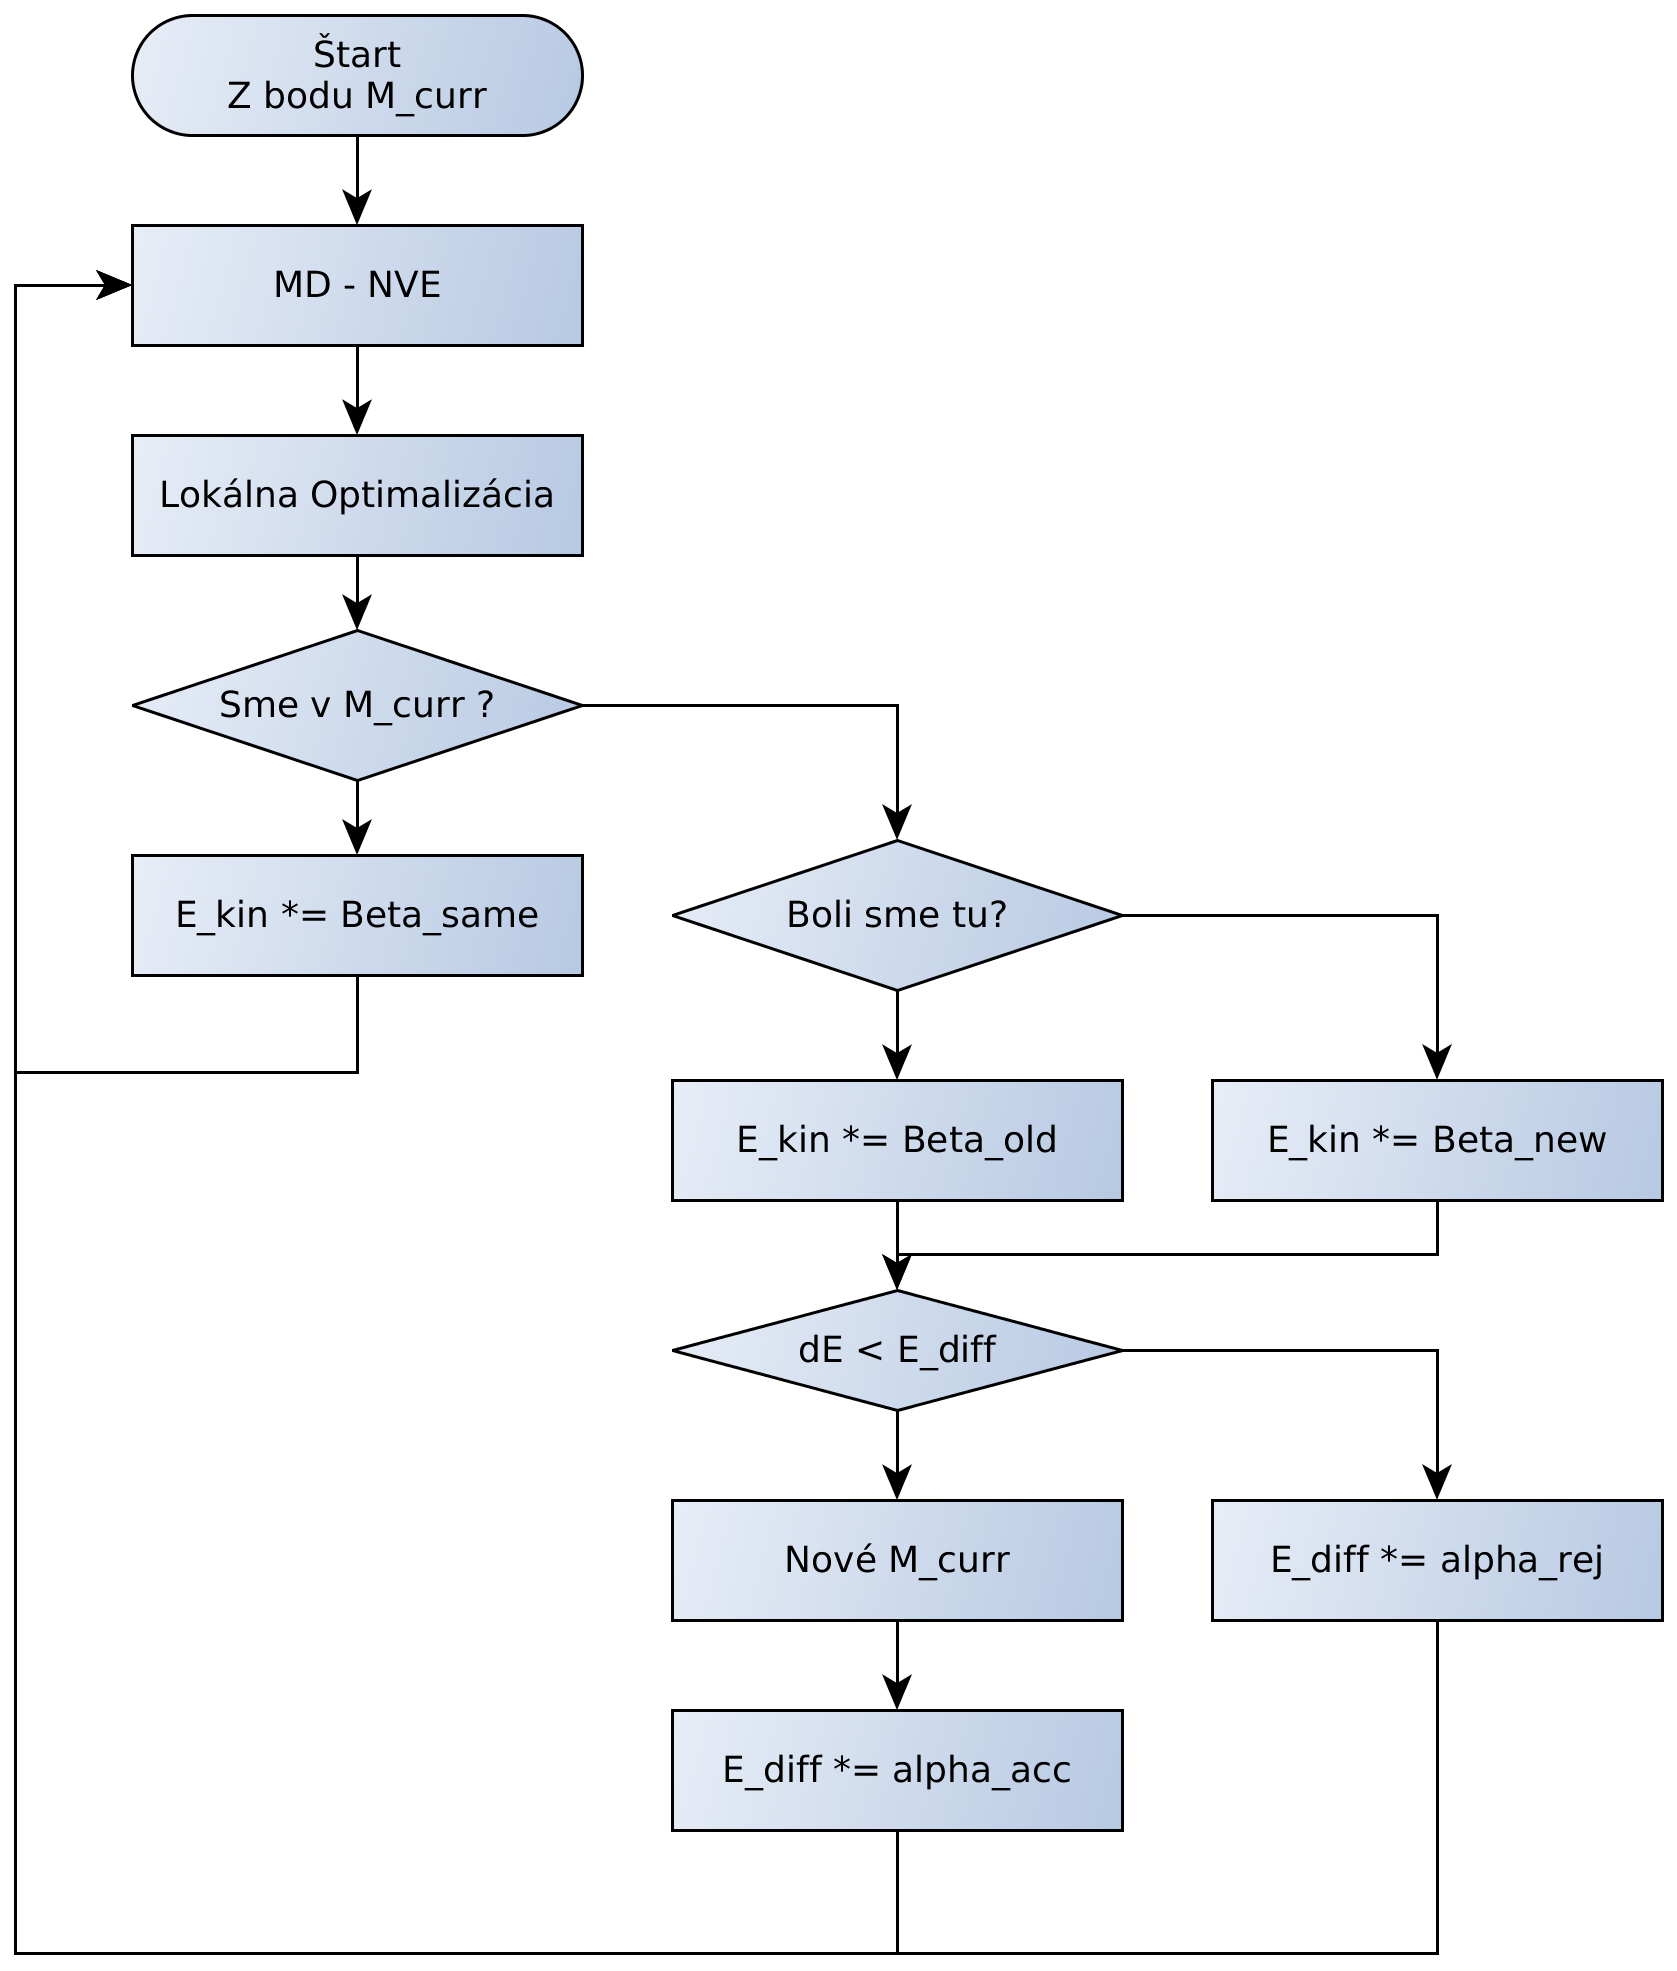 Štart
Z bodu M_curr
MD - NVE
Lokálna Optimalizácia
Sme v M_curr ?
E_kin *= Beta_same
Boli sme tu?
E_kin *= Beta_old
E_kin *= Beta_new
dE < E_diff
Nové M_curr
E_diff *= alpha_rej
E_diff *= alpha_acc